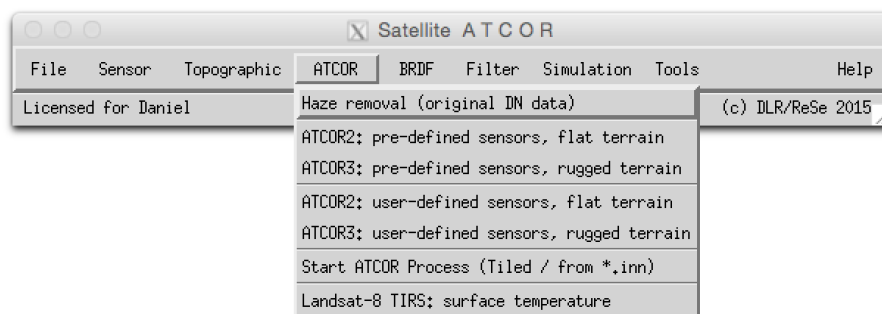 Satellite A T C O R
File Sensor Topographic ATCOR BRDF Filter Simulation Tools Help
Licensed for Daniel (c) DLR/ReSe 2015
Haze removal (original DN data)
ATCOR2: pre-defined sensors, flat terrain
ATCOR3: pre-defined sensors, rugged terrain
ATCOR2: user-defined sensors, flat terrain
ATCOR3: user-defined sensors, rugged terrain
Start ATCOR Process (Tiled / from *.inn)
Landsat-8 TIRS: surface temperature